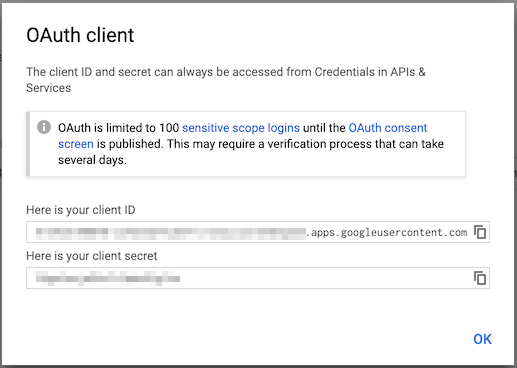 OAuth client
The client ID and secret can always be accessed from Credentials in APIs &
Services
OAuth is limited to 100 sensitive scope logins until the OAuth consent
screen is published. This may require a verification process that can take
several days.
Here is your client ID
.apps.googleusercontent.com
Here is your client secret
OK